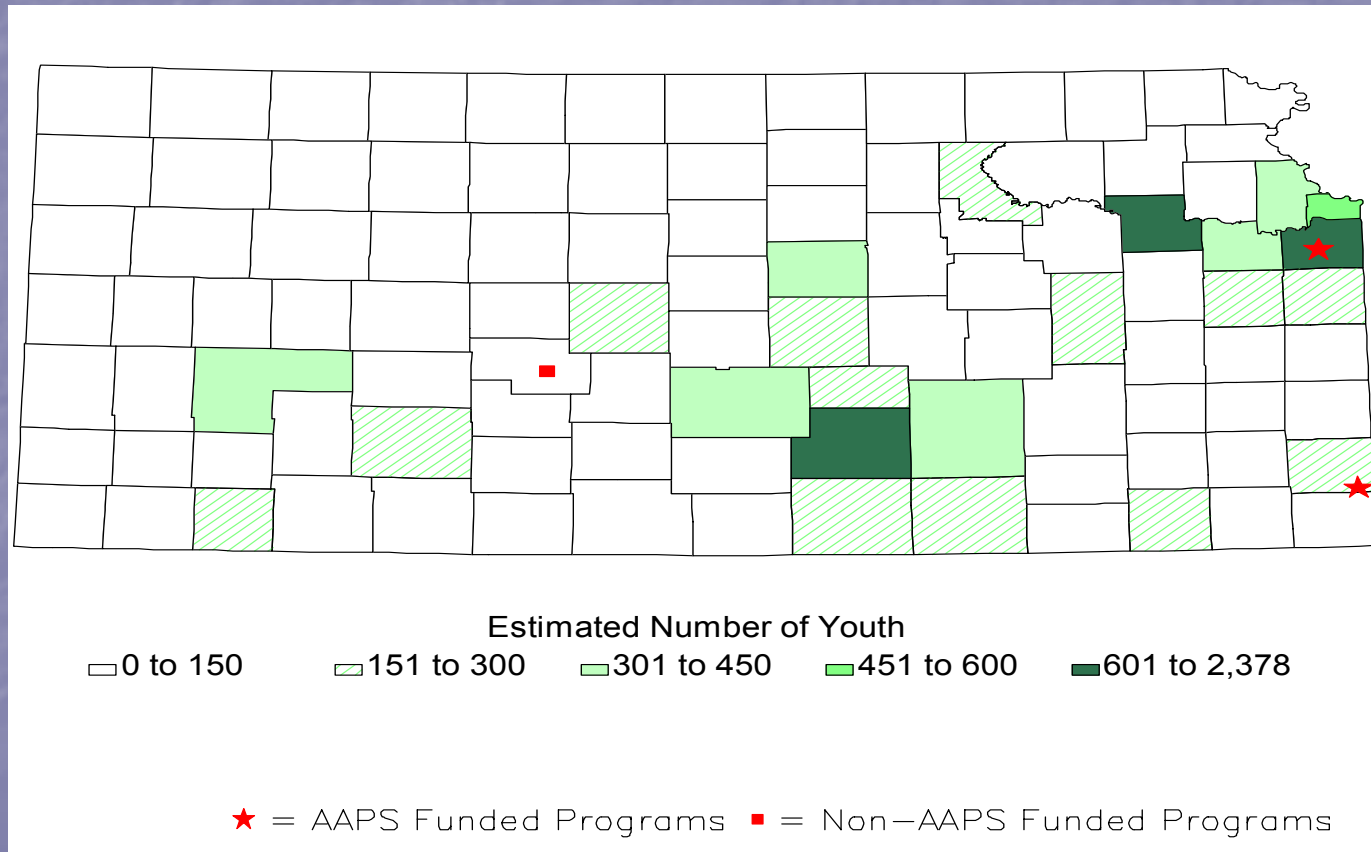 Estimated Number of Youth
0 to 150 151 to 300 301 to 450 451 to 600 601 to 2,378
= AAPS Funded Programs = Non-AAPS Funded Programs